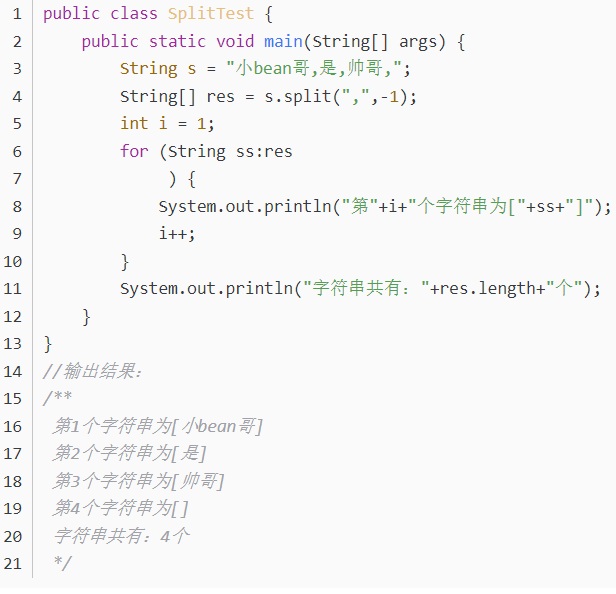 1 public class SplitTest {
2     public static void main(String[] args) {
3         String s = "小bean哥,是,帅哥,";
4         String[] res = s.split(",",-1);
5         int i = 1;
6         for (String ss:res
7              ) {
8             System.out.println("第"+i+"个字符串为["+ss+"]");
9             i++;
10         }
11         System.out.println("字符串共有："+res.length+"个");
12     }
13 }
14 //输出结果：
15 /**
16  第1个字符串为[小bean哥]
17  第2个字符串为[是]
18  第3个字符串为[帅哥]
19  第4个字符串为[]
20  字符串共有：4个
21  */